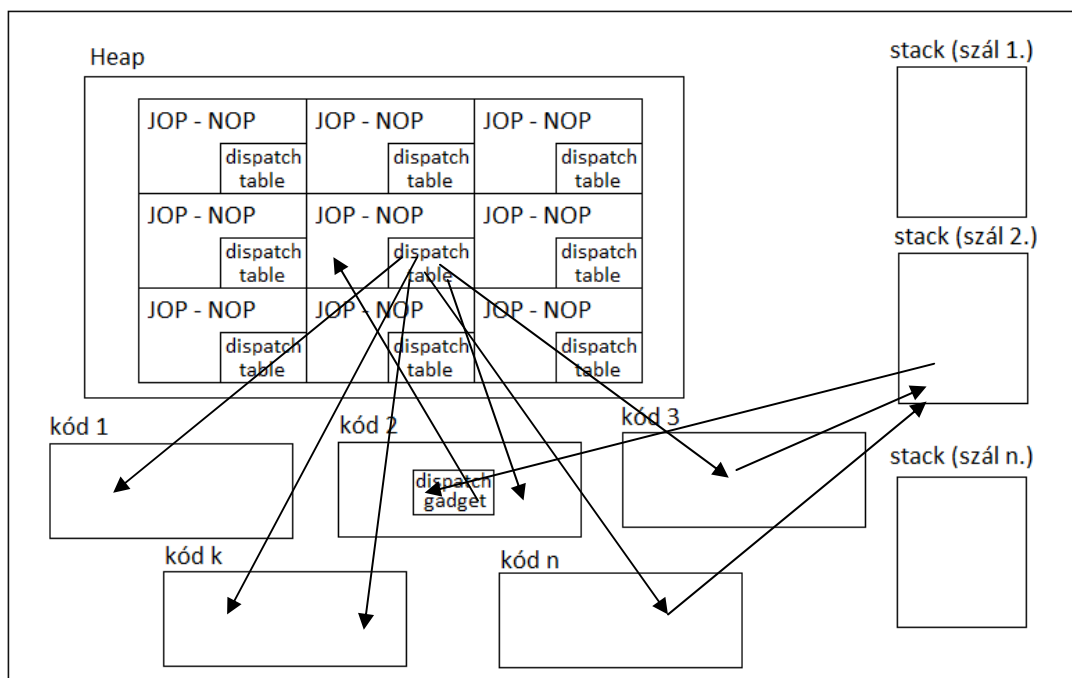 Heap
stack (szál 1.)
JOP - NOP
JOP - NOP
JOP - NOP
dispatch
table
dispatch
table
dispatch
table
JOP - NOP
JOP - NOP
JOP - NOP
dispatch
table
dispatch
table
dispatch
table
stack (szál 2.)
JOP - NOP
JOP - NOP
JOP - NOP
dispatch
table
dispatch
table
dispatch
table
kód 1
kód 2
kód 3
dispatch
gadget
stack (szál n.)
kód k
kód n